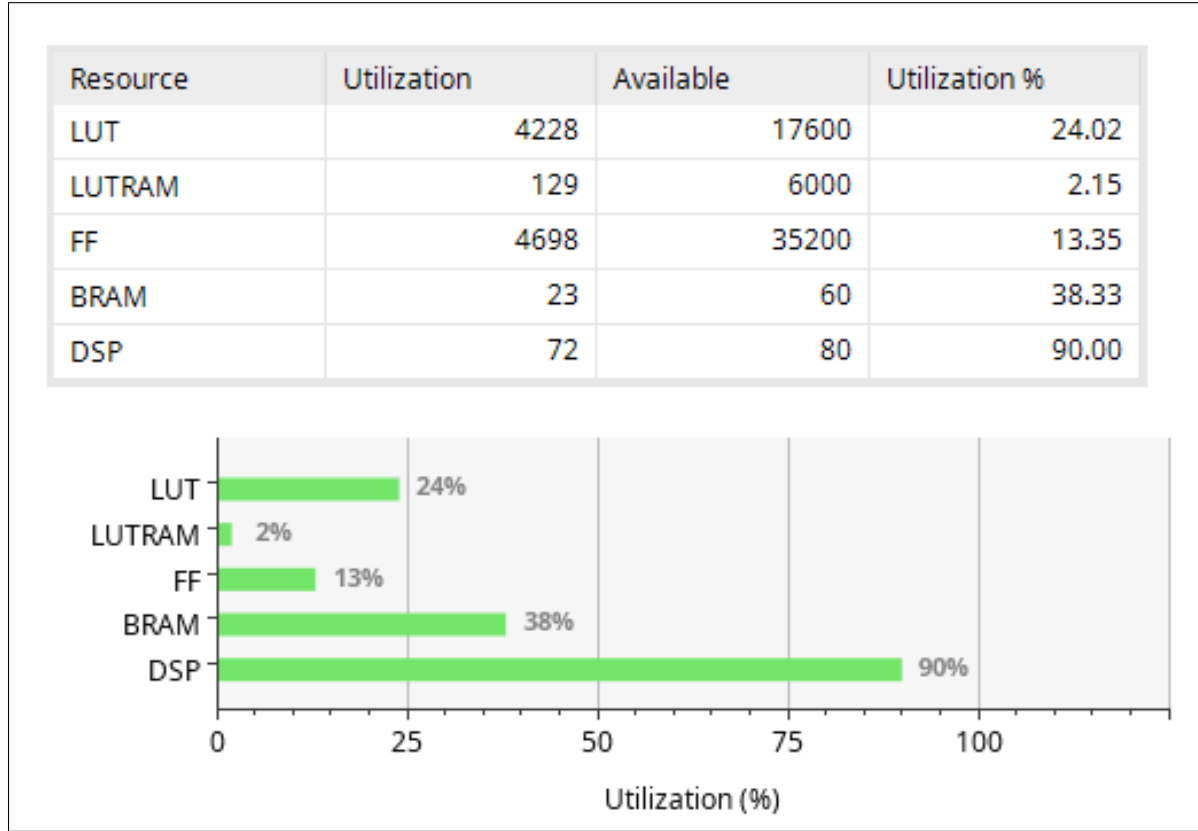 Resource Utilization Available Utilization %
LUT 4228 17600 24.02
LUTRAM 129 6000 2.15
FF 4698 35200 13.35
BRAM 23 60 38.33
DSP 72 80 90.00
LUT 24%
LUTRAM 2%
FF 13%
BRAM 38%
DSP 90%
0 25 50 75 100
Utilization (%)